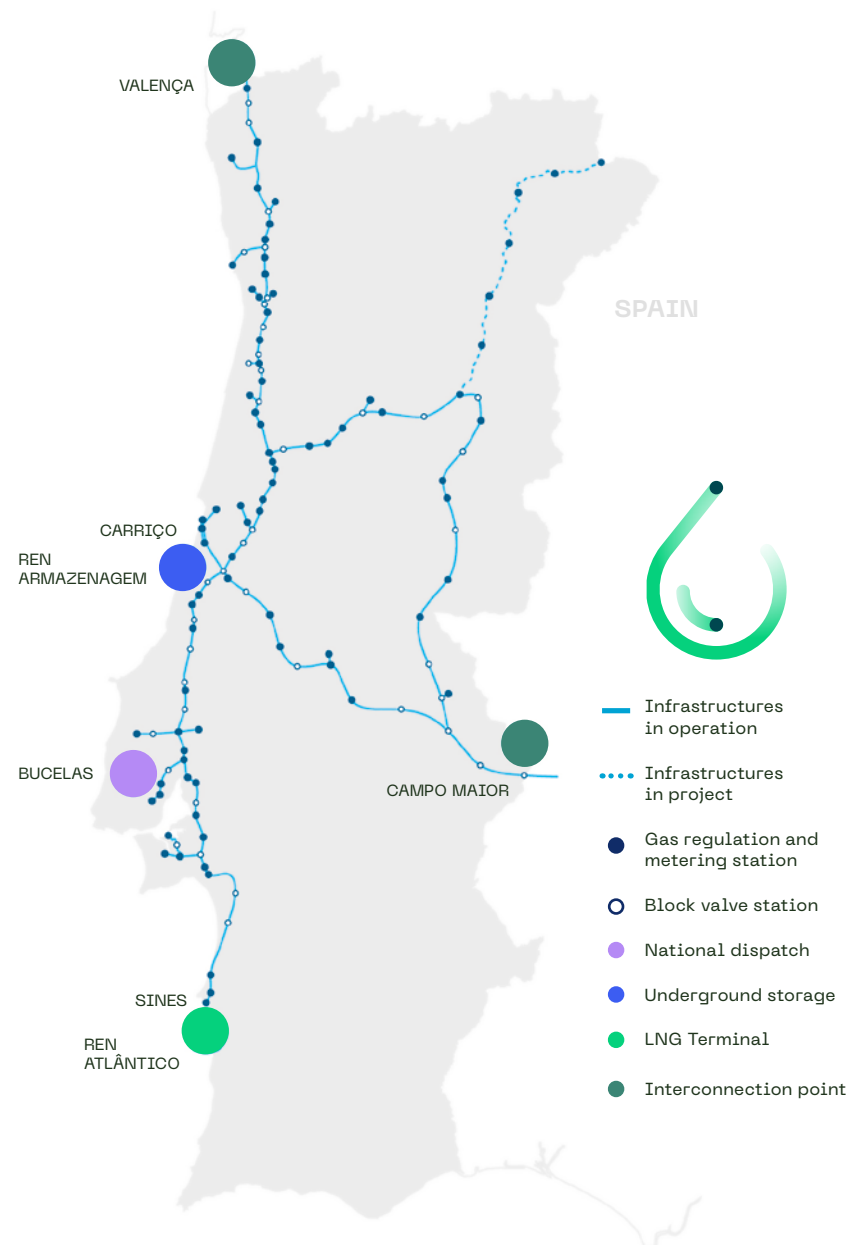 VALENÇA
SPAIN
CARRIÇO
REN
ARMAZENAGEM
BUCELAS
CAMPO MAIOR
SINES
REN
ATLÂNTICO
Infrastructures
in operation
Infrastructures
in project
Gas regulation and
metering station
Block valve station
National dispatch
Underground storage
LNG Terminal
Interconnection point